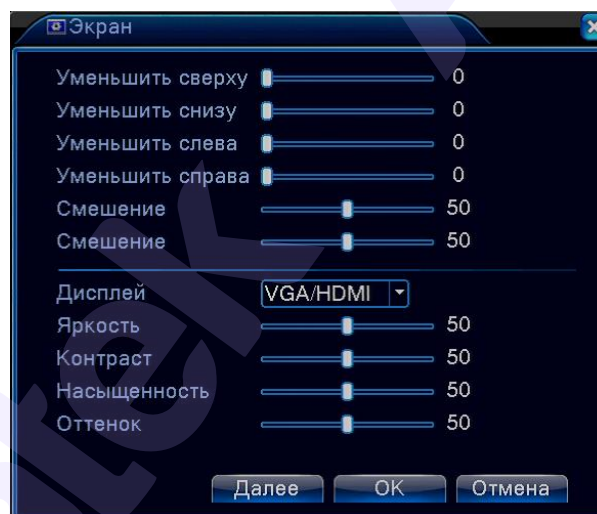 Экран
Уменьшить сверху 0
Уменьшить снизу 0
Уменьшить слева 0
Уменьшить справа 0
Смешение 50
Смешение 50
Дисплей VGA/HDMI
Яркость 50
Контраст 50
Насыщенность 50
Оттенок 50
Далее OK Отмена